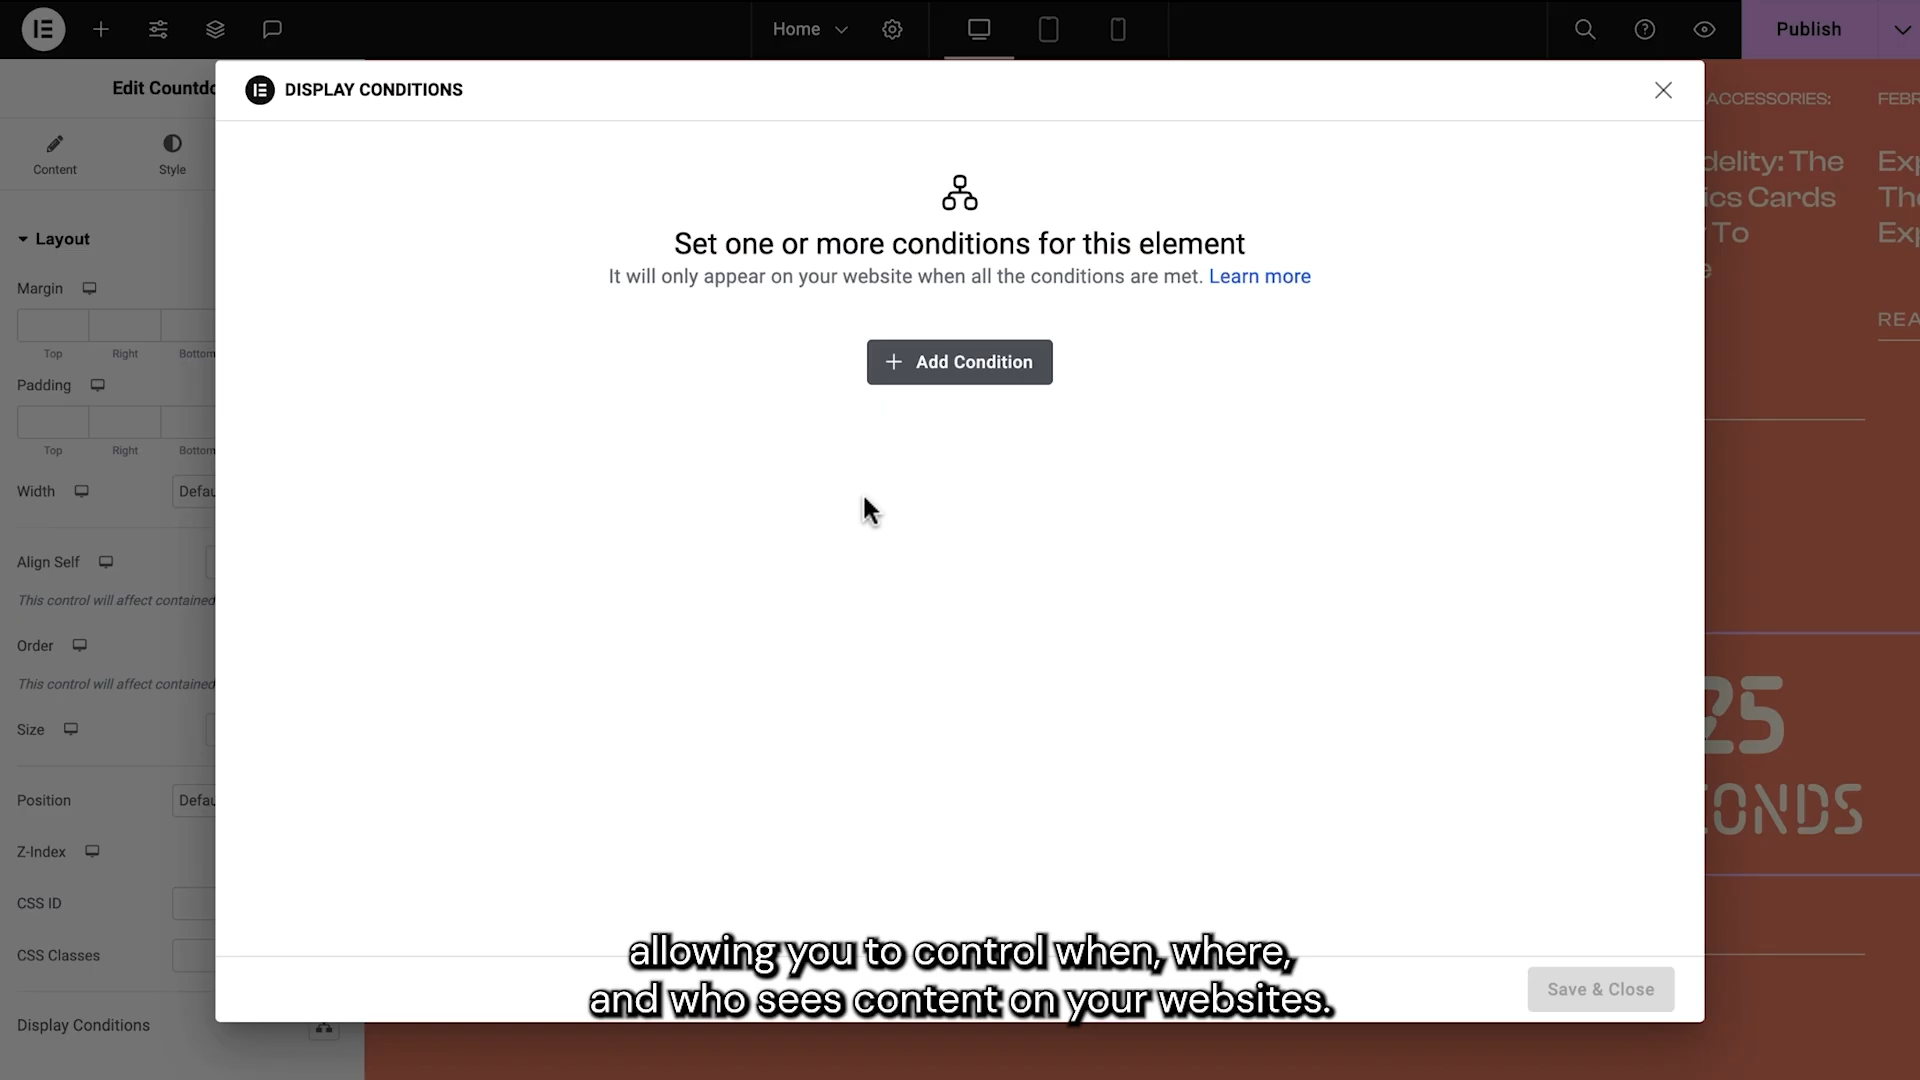 Home
Publish
Edit Countdo
DISPLAY CONDITIONS
Content
Style
Layout
Margin
Top Right Bottom
Padding
Top Right Bottom
Width
Defau
Align Self
This control will affect contained
Order
This control will affect contained
Size
Position
Defau
Z-Index
CSS ID
CSS Classes
Display Conditions
Set one or more conditions for this element
It will only appear on your website when all the conditions are met. Learn more
+ Add Condition
Save & Close
ACCESSORIES:
delity: The
ics Cards
To
e
FEBR
Exp
The
Exp
REA
25
ONDS
allowing you to control when, where,
and who sees content on your websites.